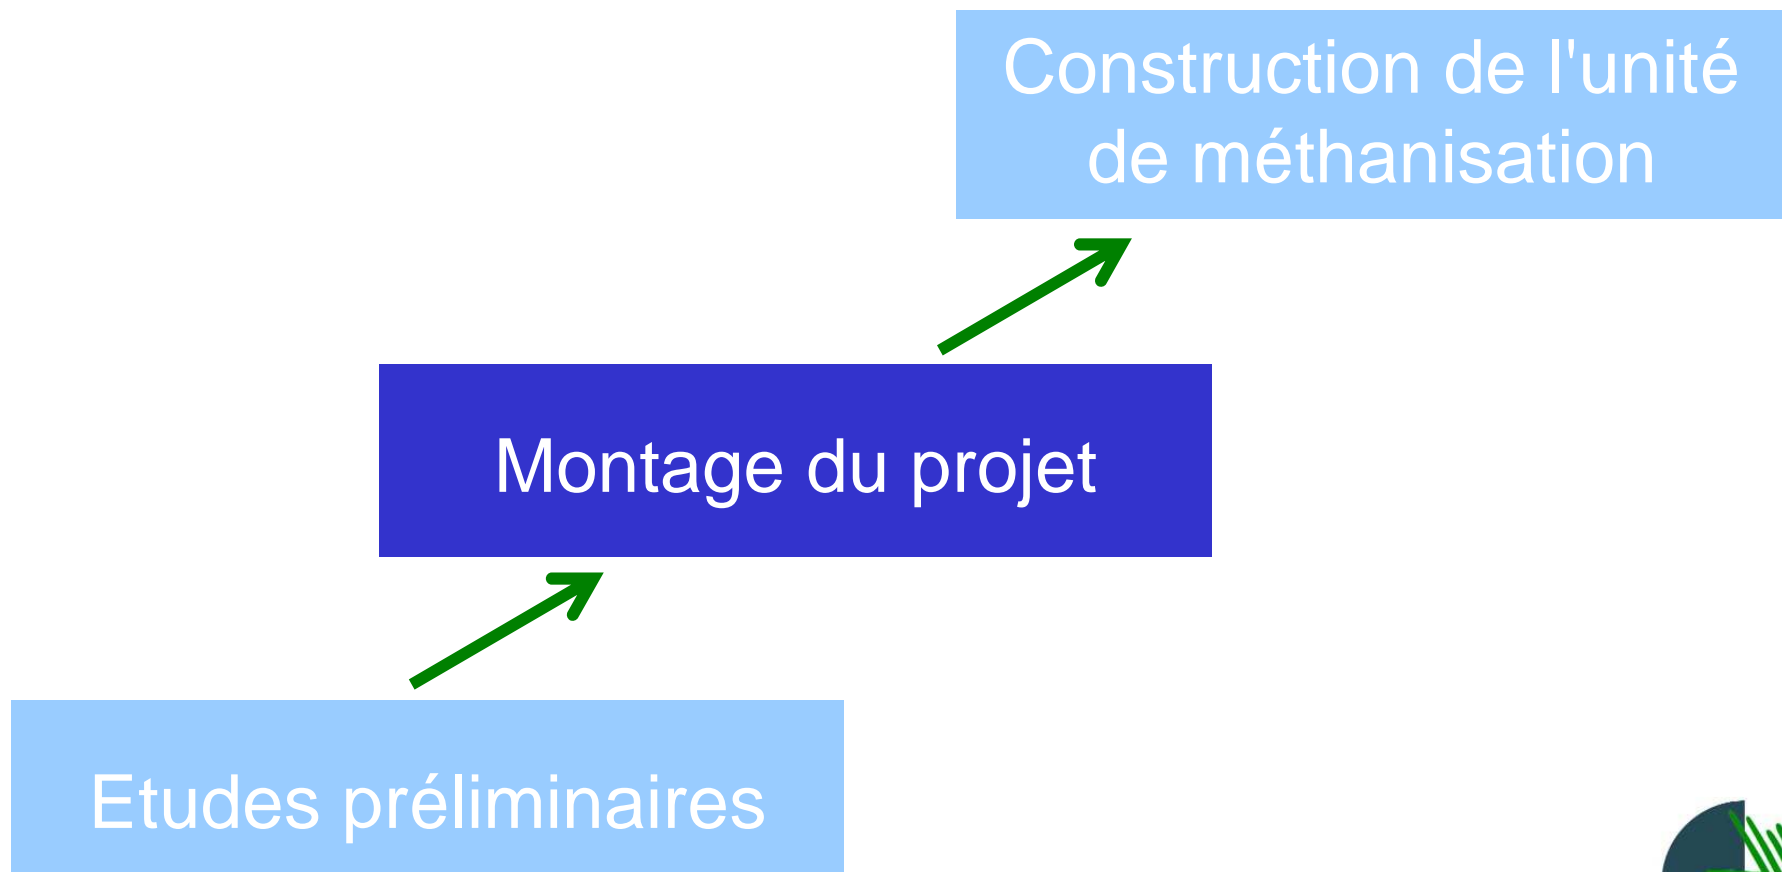 Construction de l'unité
de méthanisation
Montage du projet
Etudes préliminaires